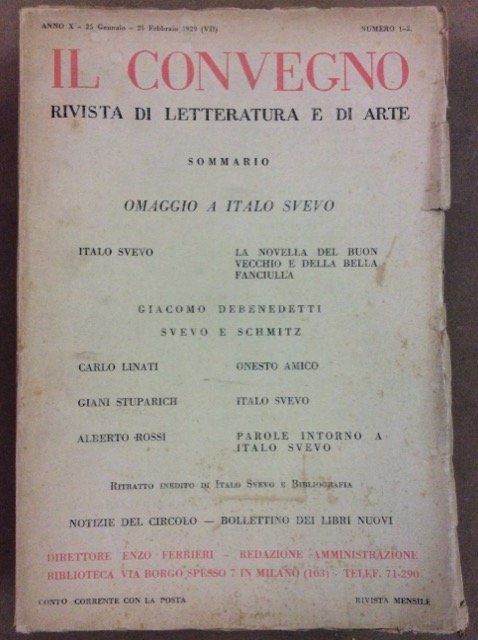 ANNO X - 25 Gennaio - 25 Febbraio 1929 (VII) NUMERO 1-2.
IL CONVEGNO
RIVISTA DI LETTERATURA E DI ARTE
SOMMARIO
OMAGGIO A ITALO SVEVO
ITALO SVEVO LA NOVELLA DEL BUON
VECCHIO E DELLA BELLA
FANCIULLA
GIACOMO DEBENEDETTI
SVEVO E SCHMITZ
CARLO LINATI ONESTO AMICO
GIANI STUPARICH ITALO SVEVO
ALBERTO ROSSI PAROLE INTORNO A
ITALO SVEVO
RITRATTO INEDITO DI ITALO SVEVO E BIBLIOGRAFIA
NOTIZIE DEL CIRCOLO — BOLLETTINO DEI LIBRI NUOVI
DIRETTORE ENZO FERRIERI - REDAZIONE AMMINISTRAZIONE
BIBLIOTECA VIA BORGO SPESSO 7 IN MILANO (103) - TELEF. 71-290
CONTO CORRENTE CON LA POSTA RIVISTA MENSILE